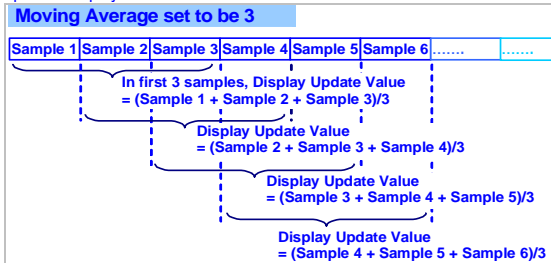 Moving Average set to be 3
Sample 1 Sample 2 Sample 3 Sample 4 Sample 5 Sample 6 ....... .......
In first 3 samples, Display Update Value
= (Sample 1 + Sample 2 + Sample 3)/3
Display Update Value
= (Sample 2 + Sample 3 + Sample 4)/3
Display Update Value
= (Sample 3 + Sample 4 + Sample 5)/3
Display Update Value
= (Sample 4 + Sample 5 + Sample 6)/3